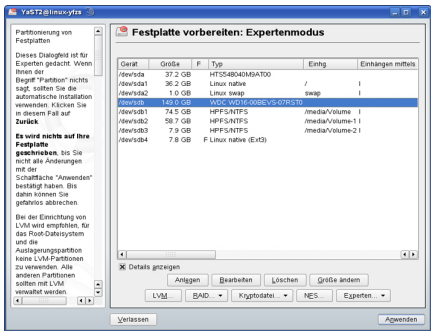 YaST2@linux-yfzs
Partitionierung von
Festplatten
Dieses Dialogfeld ist für
Experten gedacht. Wenn
Ihnen der
Begriff "Partition" nichts
sagt, sollten Sie die
automatische Installation
verwenden. Klicken Sie
in diesem Fall auf
Zurück.
Es wird nichts auf Ihre
Festplatte
geschrieben, bis Sie
nicht alle Änderungen
mit der
Schaltfläche "Anwenden"
bestätigt haben. Bis
dahin können Sie
gefahrlos abbrechen.
Bei der Einrichtung von
LVM wird empfohlen, für
das Root-Dateisystem
und die
Auslagerungspartition
keine LVM-Partitionen
zu verwenden. Alle
anderen Partitionen
sollten mit LVM
verwaltet werden.
Festplatte vorbereiten: Expertenmodus
Gerät Größe F Typ Einhg. Einhängen mittels
/dev/sda 37.2 GB HTS548040M9AT00
/dev/sda1 36.2 GB Linux native / I
/dev/sda2 1.0 GB Linux swap swap I
/dev/sdb 149.0 GB WDC WD16-00BEVS-07RST0
/dev/sdb1 74.5 GB HPFS/NTFS /media/Volume I
/dev/sdb2 58.7 GB HPFS/NTFS /media/Volume-1 I
/dev/sdb3 7.9 GB HPFS/NTFS /media/Volume-2 I
/dev/sdb4 7.8 GB F Linux native (Ext3)
Details anzeigen
Anlegen Bearbeiten Löschen Größe ändern
LVM... RAID... Kryptodatei... NFS... Experten...
Verlassen Anwenden